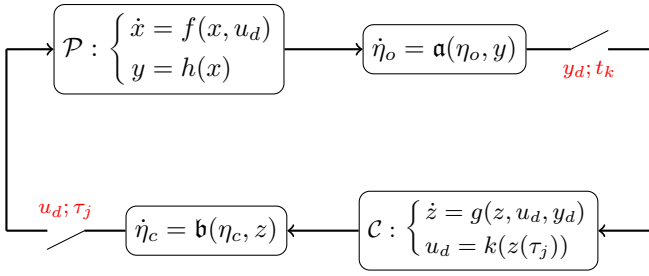 𝒫 : { ẋ = f(x, u_d)
y = h(x)
η̇_o = 𝔞(η_o, y)
y_d; t_k
u_d; τ_j
η̇_c = 𝔟(η_c, z)
𝒞 : { ż = g(z, u_d, y_d)
u_d = k(z(τ_j))